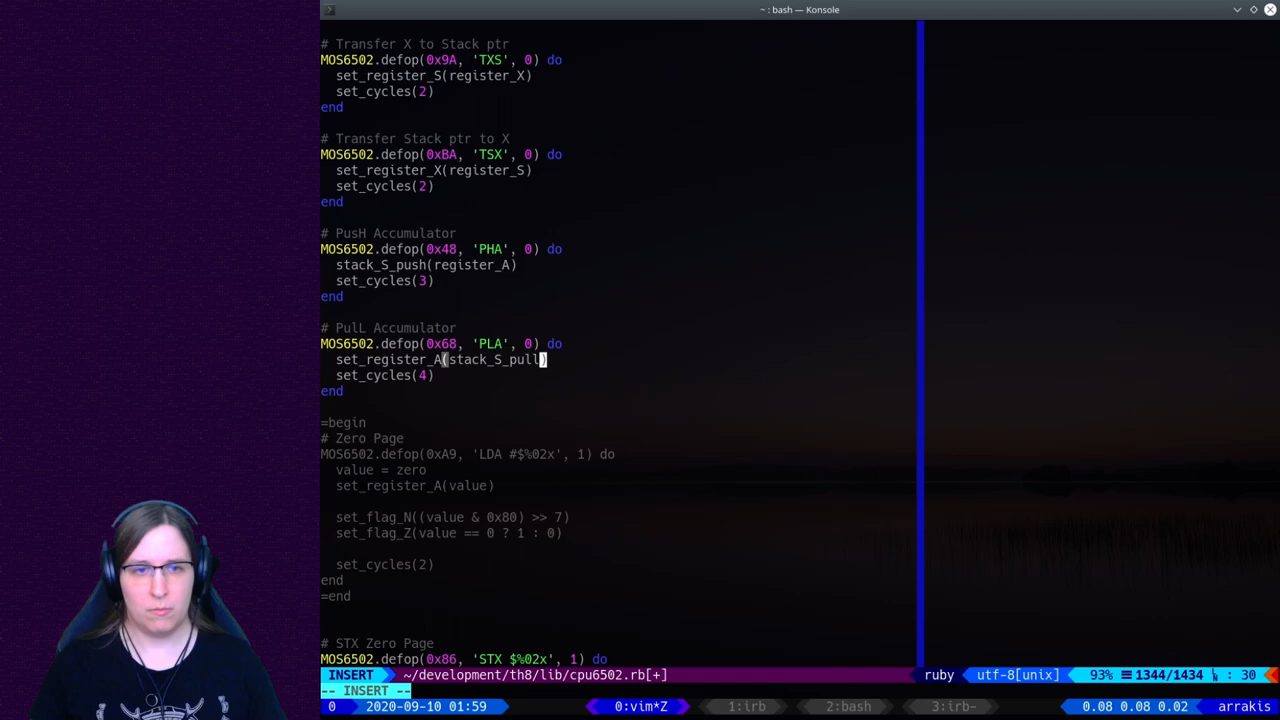 ~ : bash — Konsole
# Transfer X to Stack ptr
MOS6502.defop(0x9A, 'TXS', 0) do
  set_register_S(register_X)
  set_cycles(2)
end
# Transfer Stack ptr to X
MOS6502.defop(0xBA, 'TSX', 0) do
  set_register_X(register_S)
  set_cycles(2)
end
# PusH Accumulator
MOS6502.defop(0x48, 'PHA', 0) do
  stack_S_push(register_A)
  set_cycles(3)
end
# PulL Accumulator
MOS6502.defop(0x68, 'PLA', 0) do
  set_register_A(stack_S_pull)
  set_cycles(4)
end
=begin
# Zero Page
MOS6502.defop(0xA9, 'LDA #$%02x', 1) do
  value = zero
  set_register_A(value)
  set_flag_N((value & 0x80) >> 7)
  set_flag_Z(value == 0 ? 1 : 0)
  set_cycles(2)
end
=end
# STX Zero Page
MOS6502.defop(0x86, 'STX $%02x', 1) do
INSERT ~/development/th8/lib/cpu6502.rb[+] ruby utf-8[unix] 93% ≡ 1344/1434 : 30
-- INSERT --
0 2020-09-10 01:59 0:vim*Z 1:irb 2:bash 3:irb- 0.08 0.08 0.02 arrakis